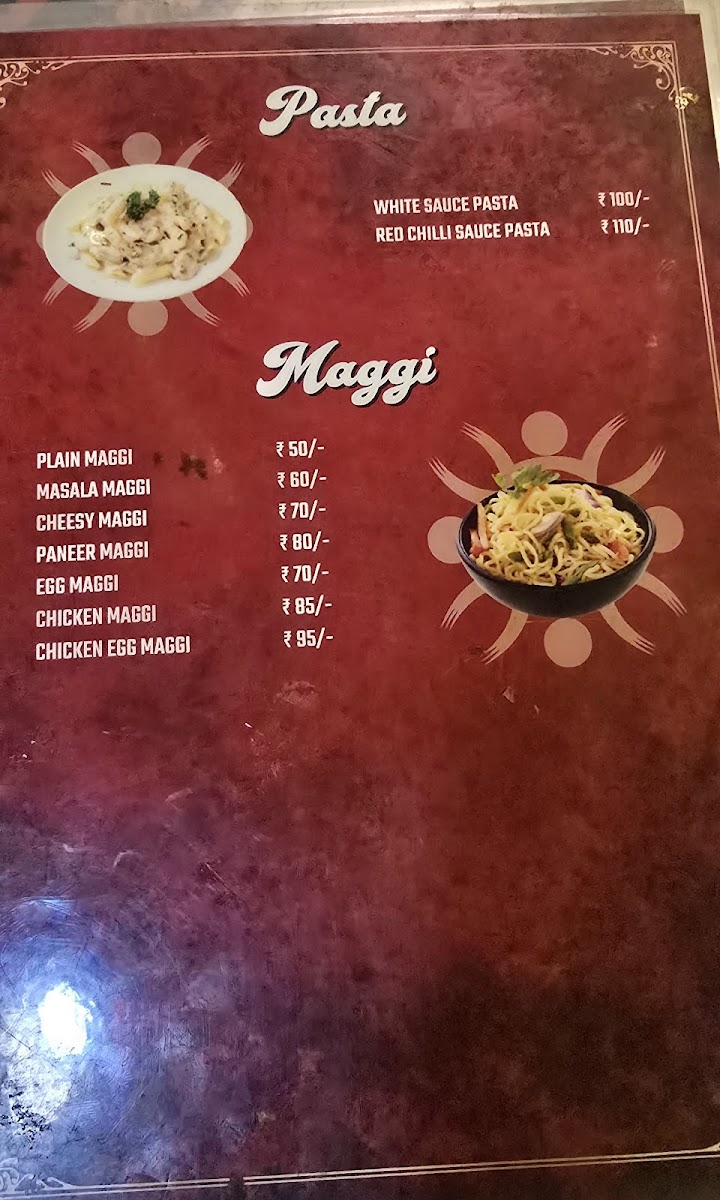 Pasta
WHITE SAUCE PASTA ₹ 100/-
RED CHILLI SAUCE PASTA ₹ 110/-
Maggi
PLAIN MAGGI ₹ 50/-
MASALA MAGGI ₹ 60/-
CHEESY MAGGI ₹ 70/-
PANEER MAGGI ₹ 80/-
EGG MAGGI ₹ 70/-
CHICKEN MAGGI ₹ 85/-
CHICKEN EGG MAGGI ₹ 95/-